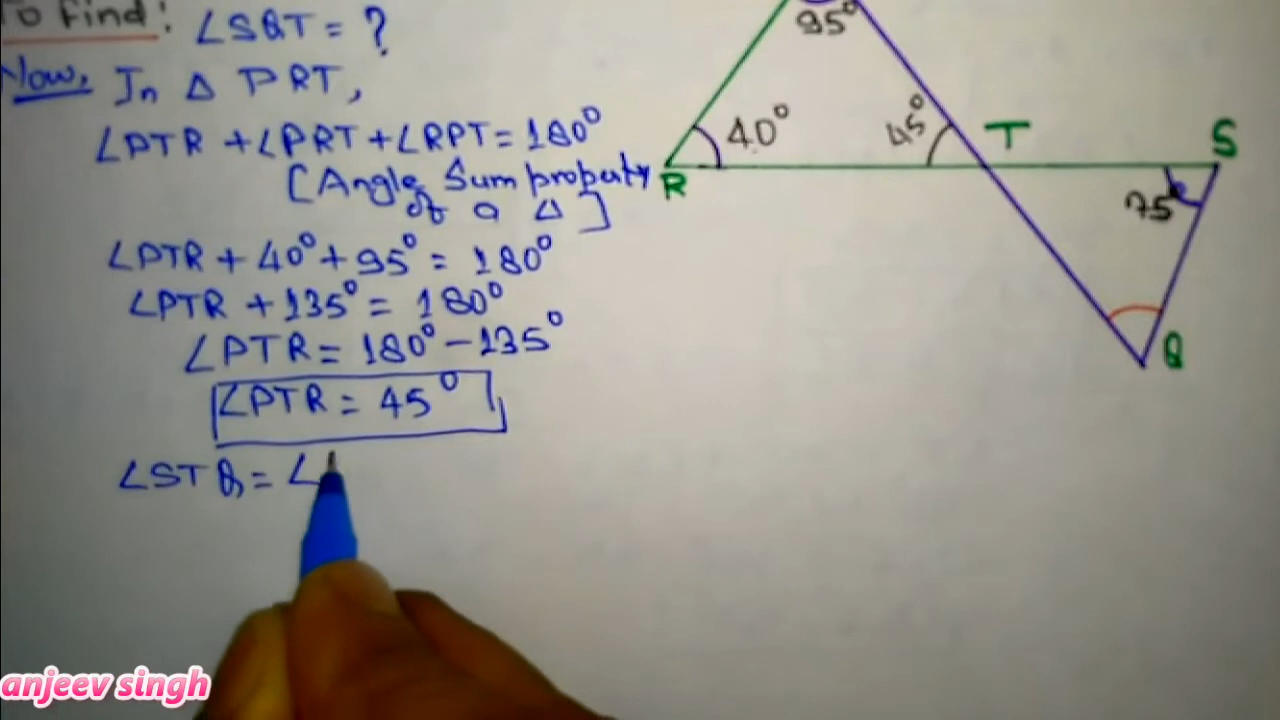 To find: ∠SQT = ?
Now, In Δ PRT,
∠PTR + ∠PRT + ∠RPT = 180°
[Angle Sum property
of a Δ]
∠PTR + 40° + 95° = 180°
∠PTR + 135° = 180°
∠PTR = 180° - 135°
∠PTR = 45°
∠STQ = ∠
95°
40°
45°
T
S
R
75°
Q
anjeev singh